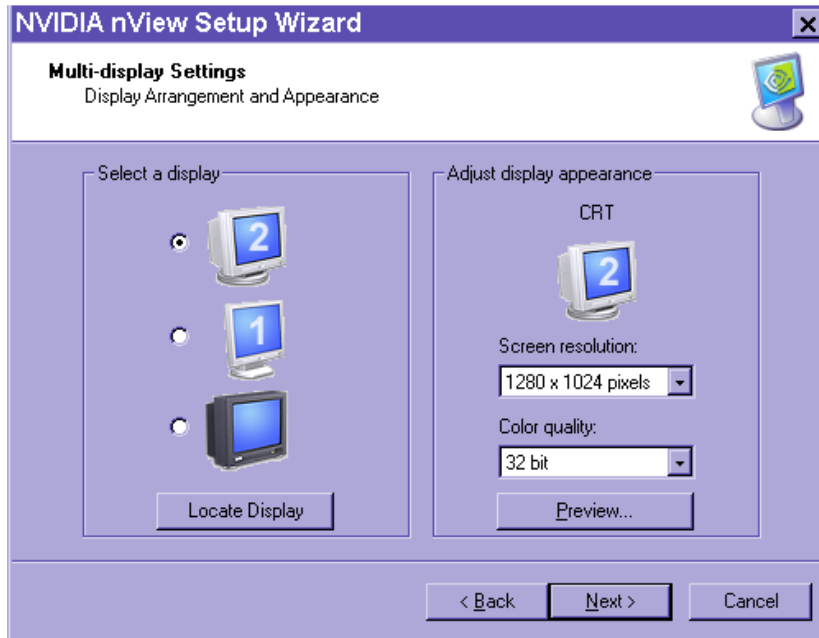 NVIDIA nView Setup Wizard
Multi-display Settings
Display Arrangement and Appearance
Select a display
2
1
Locate Display
Adjust display appearance
CRT
2
Screen resolution:
1280 x 1024 pixels
Color quality:
32 bit
Preview...
< Back
Next >
Cancel